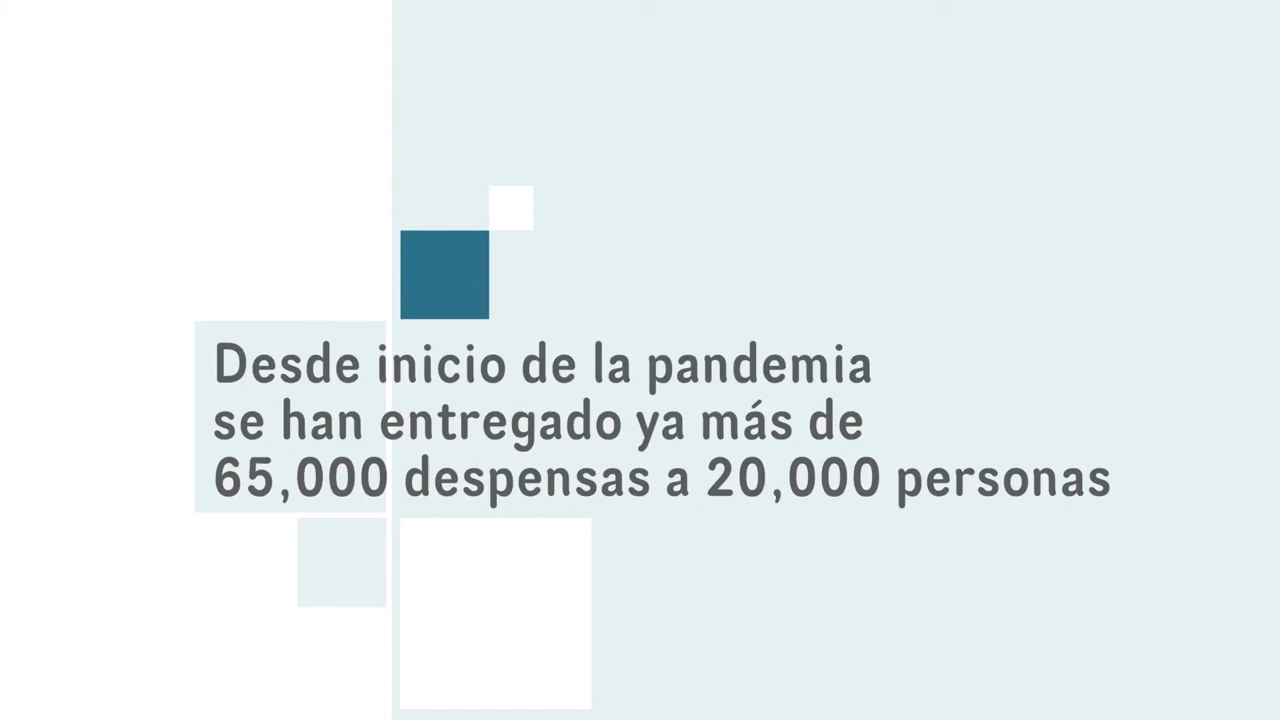 Desde inicio de la pandemia
se han entregado ya más de
65,000 despensas a 20,000 personas